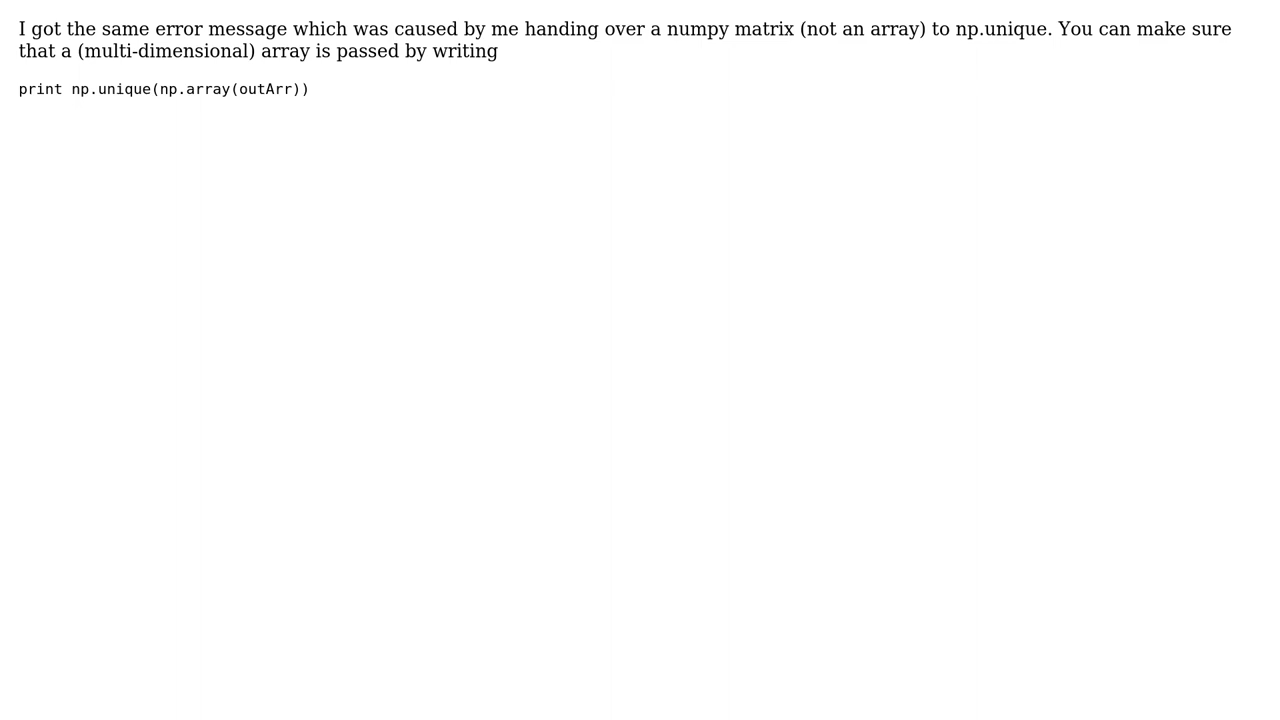 I got the same error message which was caused by me handing over a numpy matrix (not an array) to np.unique. You can make sure
that a (multi-dimensional) array is passed by writing
print np.unique(np.array(outArr))